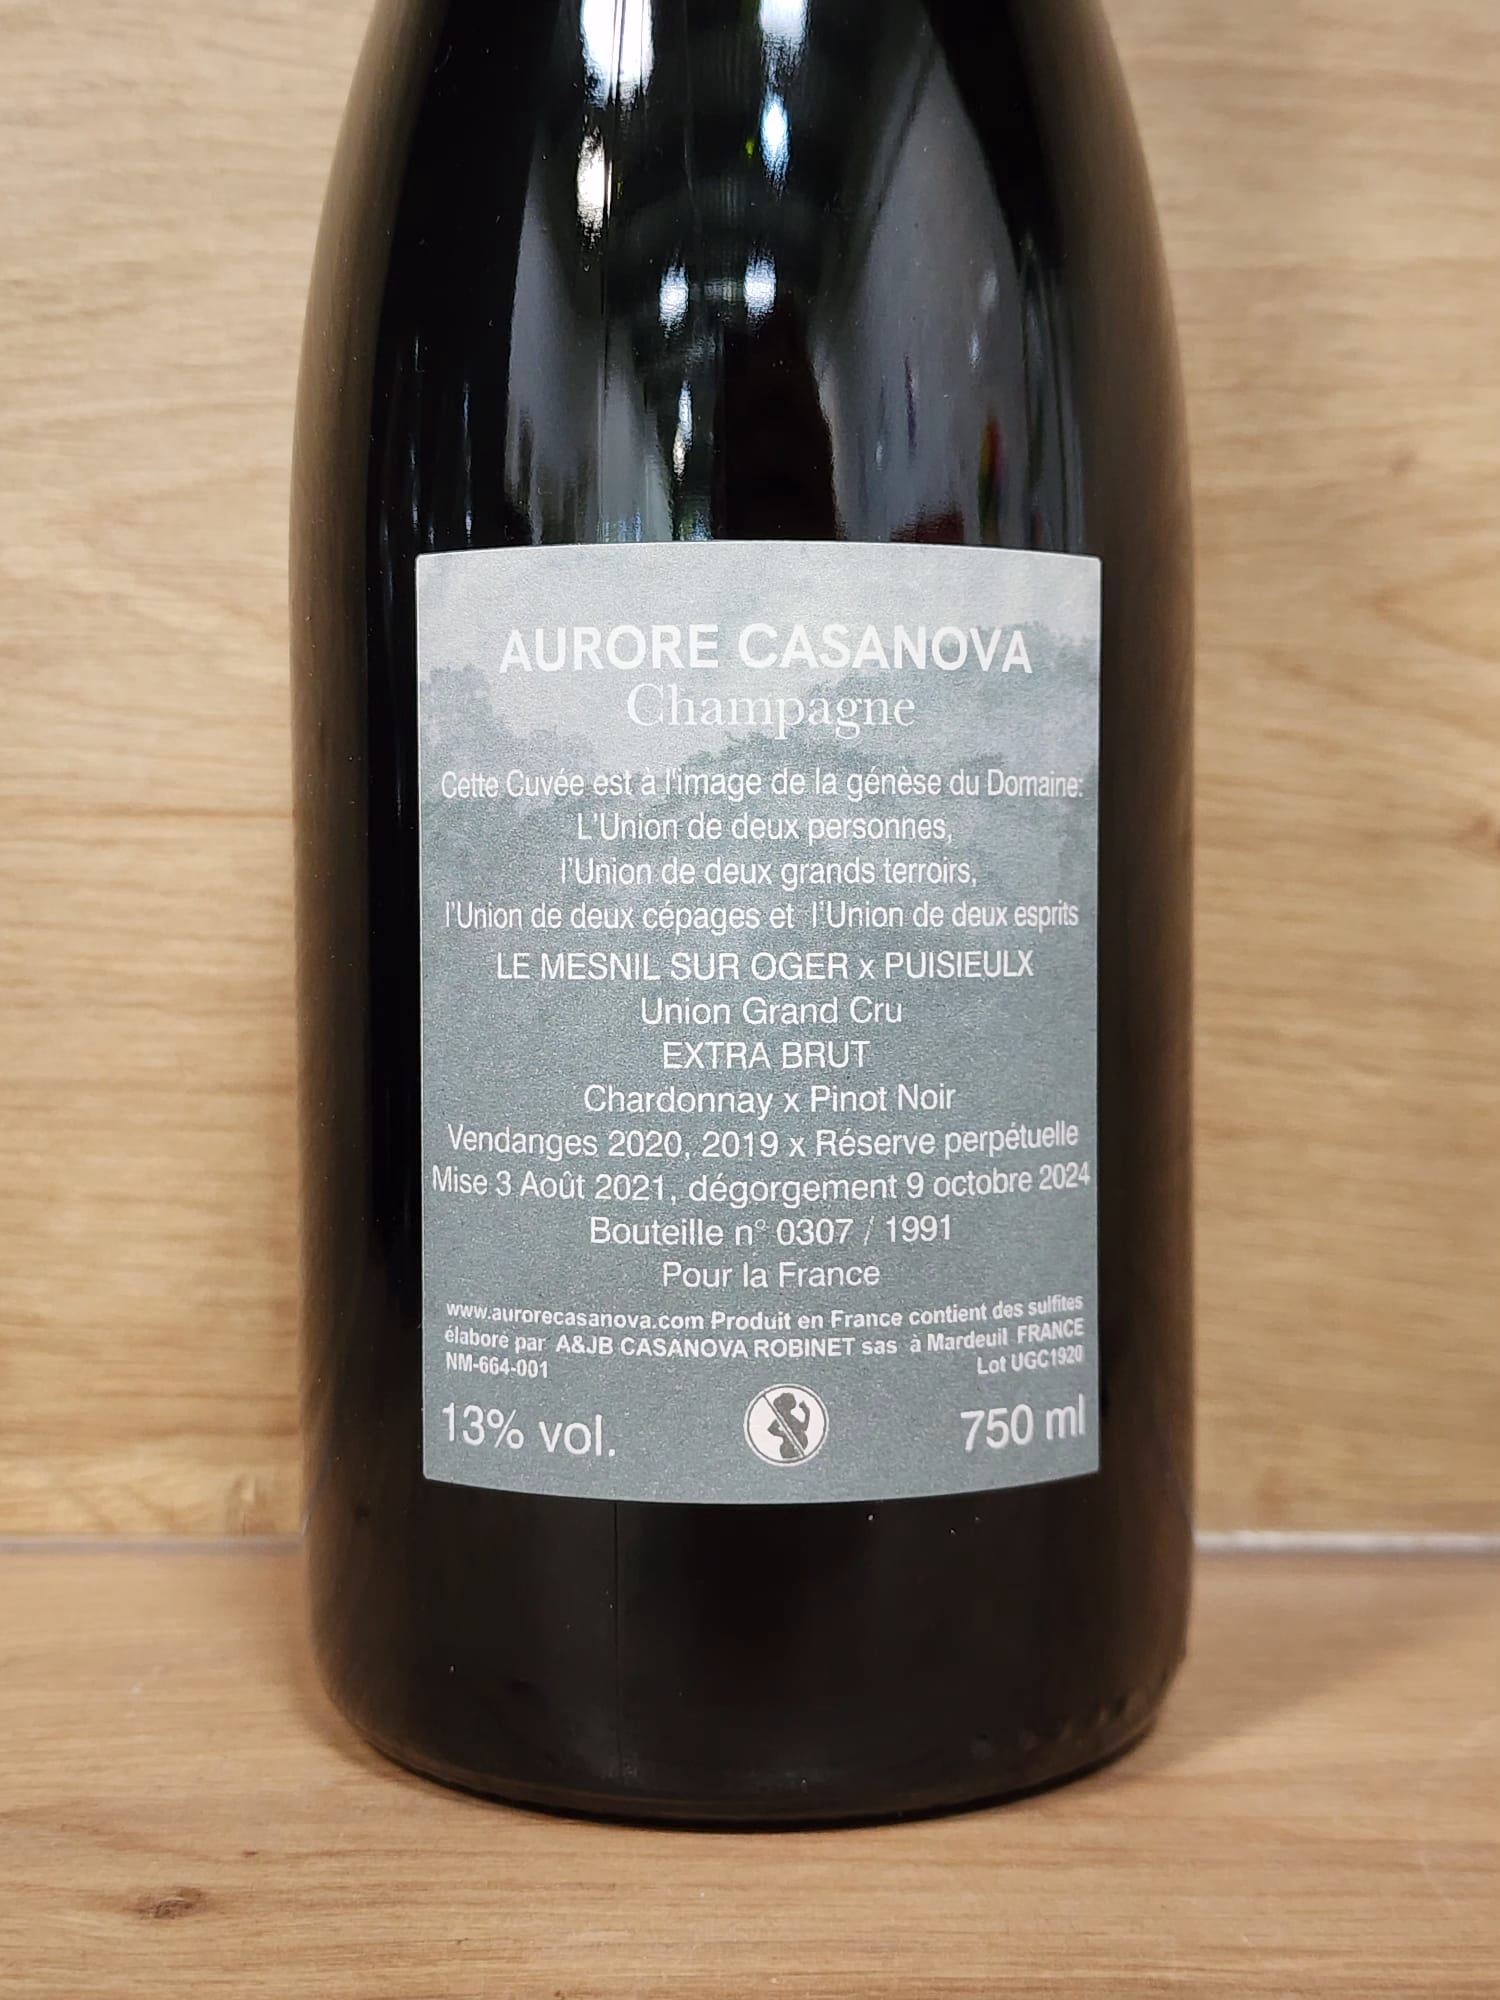 AURORE CASANOVA
Champagne
Cette Cuvée est à l'image de la génèse du Domaine:
L'Union de deux personnes,
l'Union de deux grands terroirs,
l'Union de deux cépages et l'Union de deux esprits
LE MESNIL SUR OGER x PUISIEULX
Union Grand Cru
EXTRA BRUT
Chardonnay x Pinot Noir
Vendanges 2020, 2019 x Réserve perpétuelle
Mise 3 Août 2021, dégorgement 9 octobre 2024
Bouteille n° 0307 / 1991
Pour la France
www.aurorecasanova.com Produit en France contient des sulfites
élaboré par A&JB CASANOVA ROBINET sas à Mardeuil FRANCE
NM-664-001 Lot UGC1920
13% vol. 750 ml